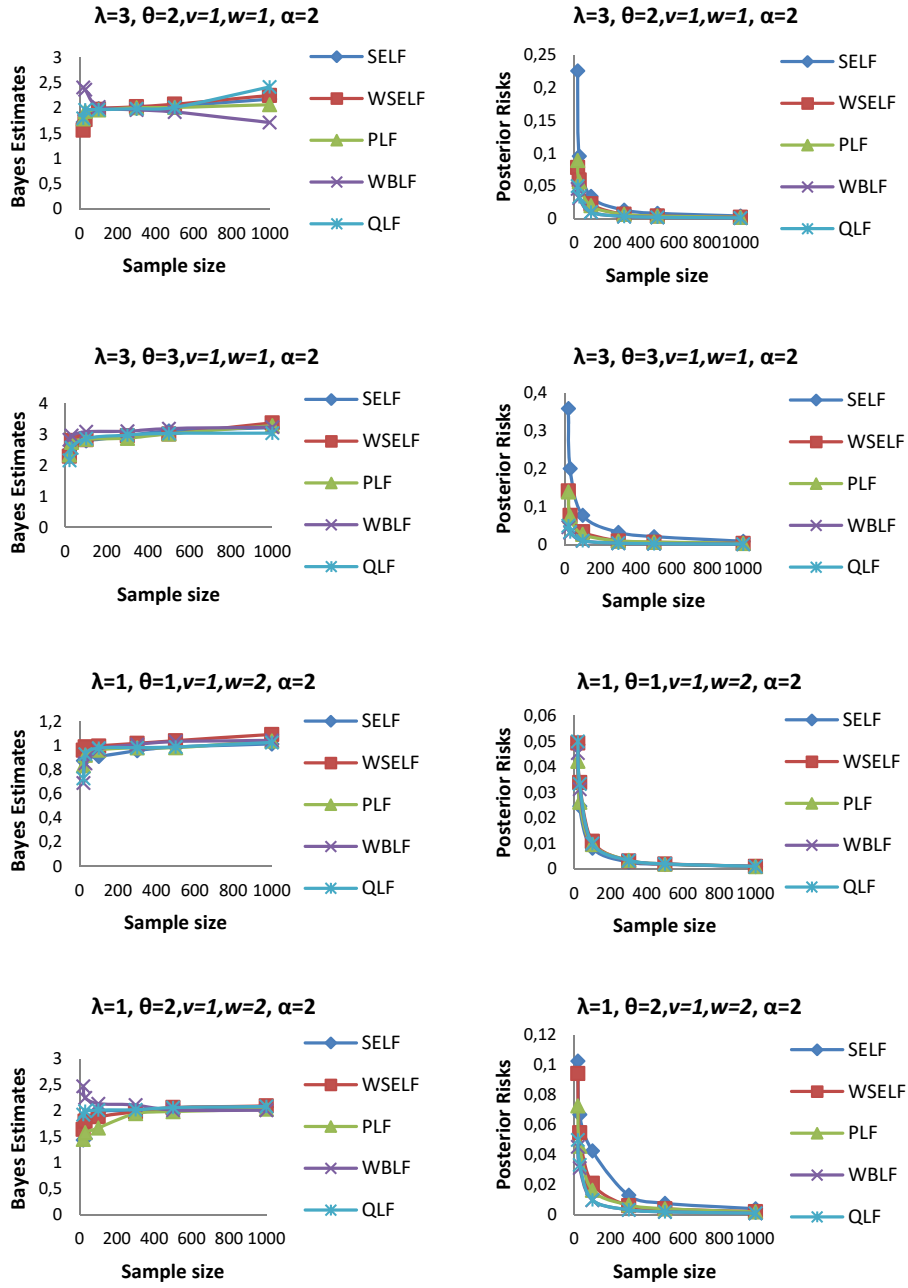 λ=3, θ=2,v=1,w=1, α=2
Bayes Estimates
3
2,5
2
1,5
1
0,5
0
0 200 400 600 800 1000
Sample size
SELF
WSELF
PLF
WBLF
QLF
λ=3, θ=2,v=1,w=1, α=2
Posterior Risks
0,25
0,2
0,15
0,1
0,05
0
0 200 400 600 800 1000
Sample size
SELF
WSELF
PLF
WBLF
QLF
λ=3, θ=3,v=1,w=1, α=2
Bayes Estimates
4
3
2
1
0
0 200 400 600 800 1000
Sample size
SELF
WSELF
PLF
WBLF
QLF
λ=3, θ=3,v=1,w=1, α=2
Posterior Risks
0,4
0,3
0,2
0,1
0
0 200 400 600 800 1000
Sample size
SELF
WSELF
PLF
WBLF
QLF
λ=1, θ=1,v=1,w=2, α=2
Bayes Estimates
1,2
1
0,8
0,6
0,4
0,2
0
0 200 400 600 800 1000
Sample size
SELF
WSELF
PLF
WBLF
QLF
λ=1, θ=1,v=1,w=2, α=2
Posterior Risks
0,06
0,05
0,04
0,03
0,02
0,01
0
0 200 400 600 800 1000
Sample size
SELF
WSELF
PLF
WBLF
QLF
λ=1, θ=2,v=1,w=2, α=2
Bayes Estimates
3
2,5
2
1,5
1
0,5
0
0 200 400 600 800 1000
Sample size
SELF
WSELF
PLF
WBLF
QLF
λ=1, θ=2,v=1,w=2, α=2
Posterior Risks
0,12
0,1
0,08
0,06
0,04
0,02
0
0 200 400 600 800 1000
Sample size
SELF
WSELF
PLF
WBLF
QLF